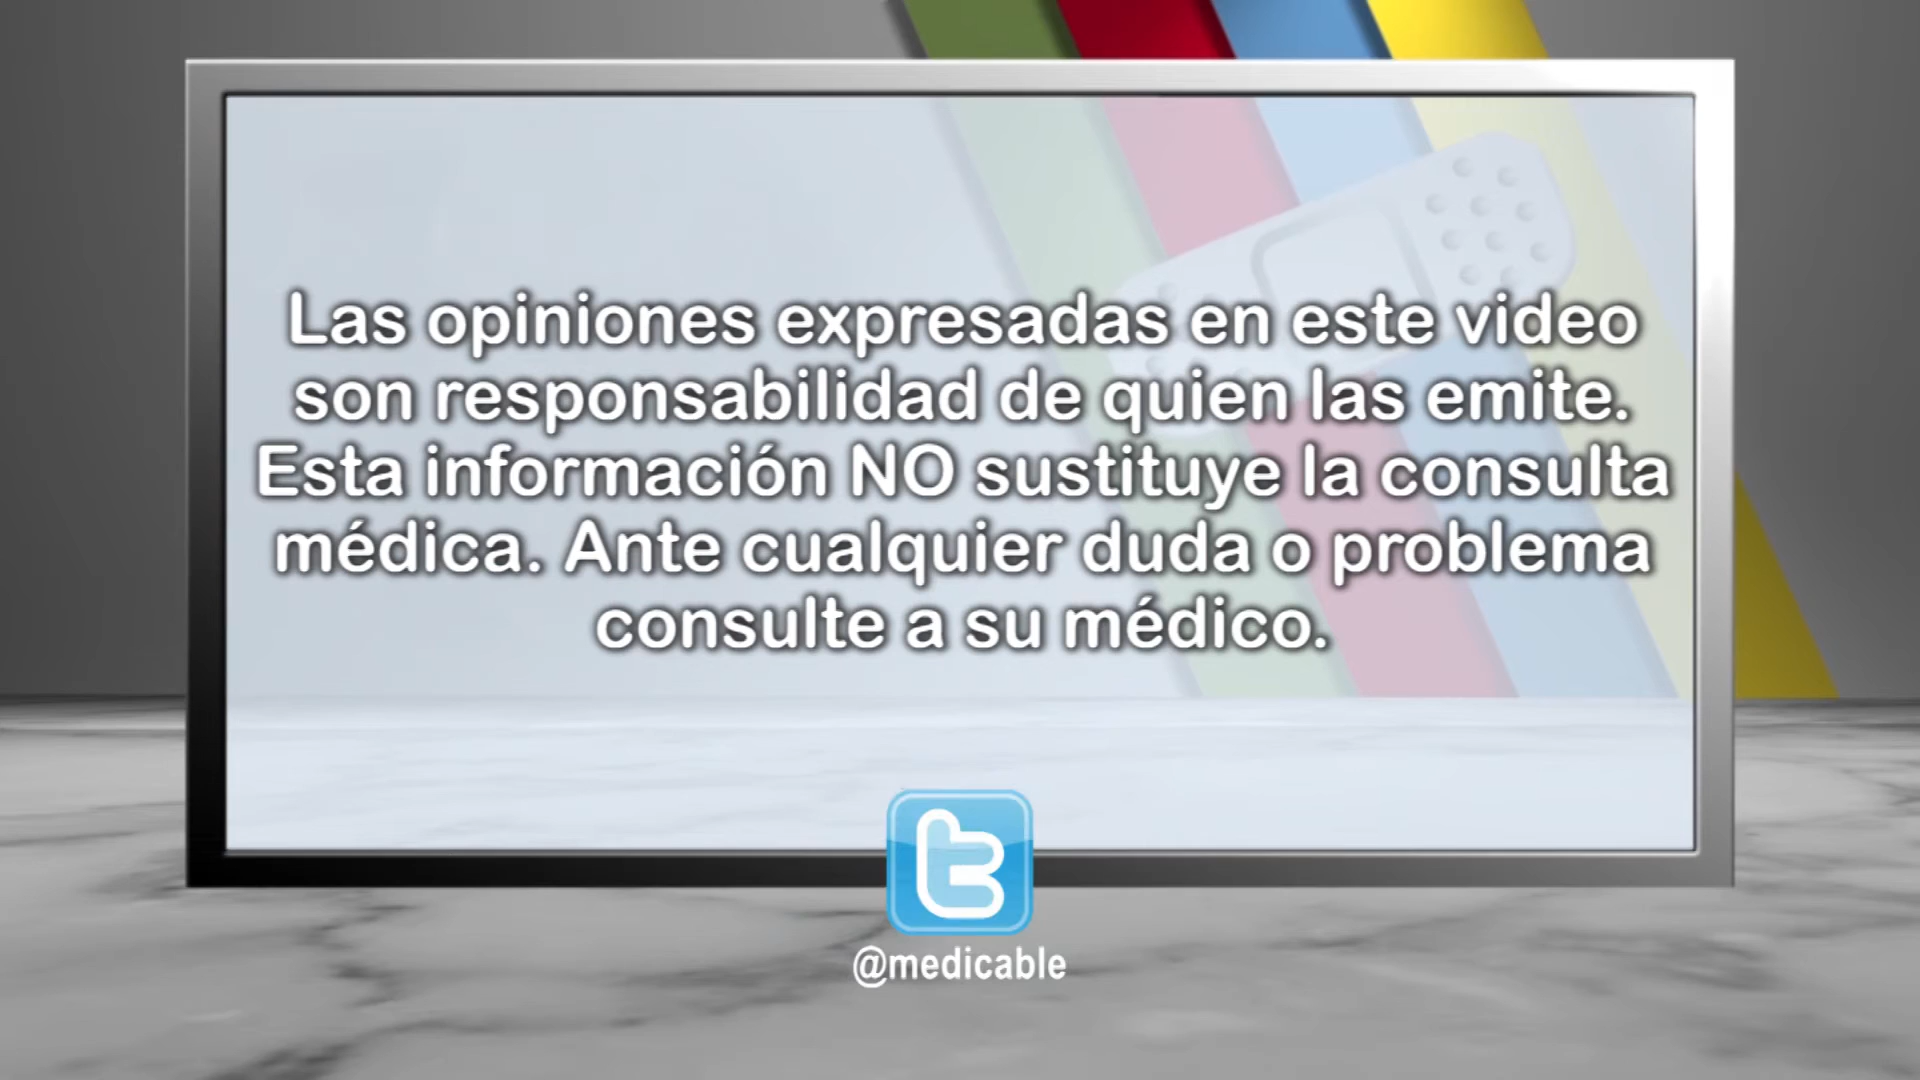 Las opiniones expresadas en este video
son responsabilidad de quien las emite.
Esta información NO sustituye la consulta
médica. Ante cualquier duda o problema
consulte a su médico.
@medicable